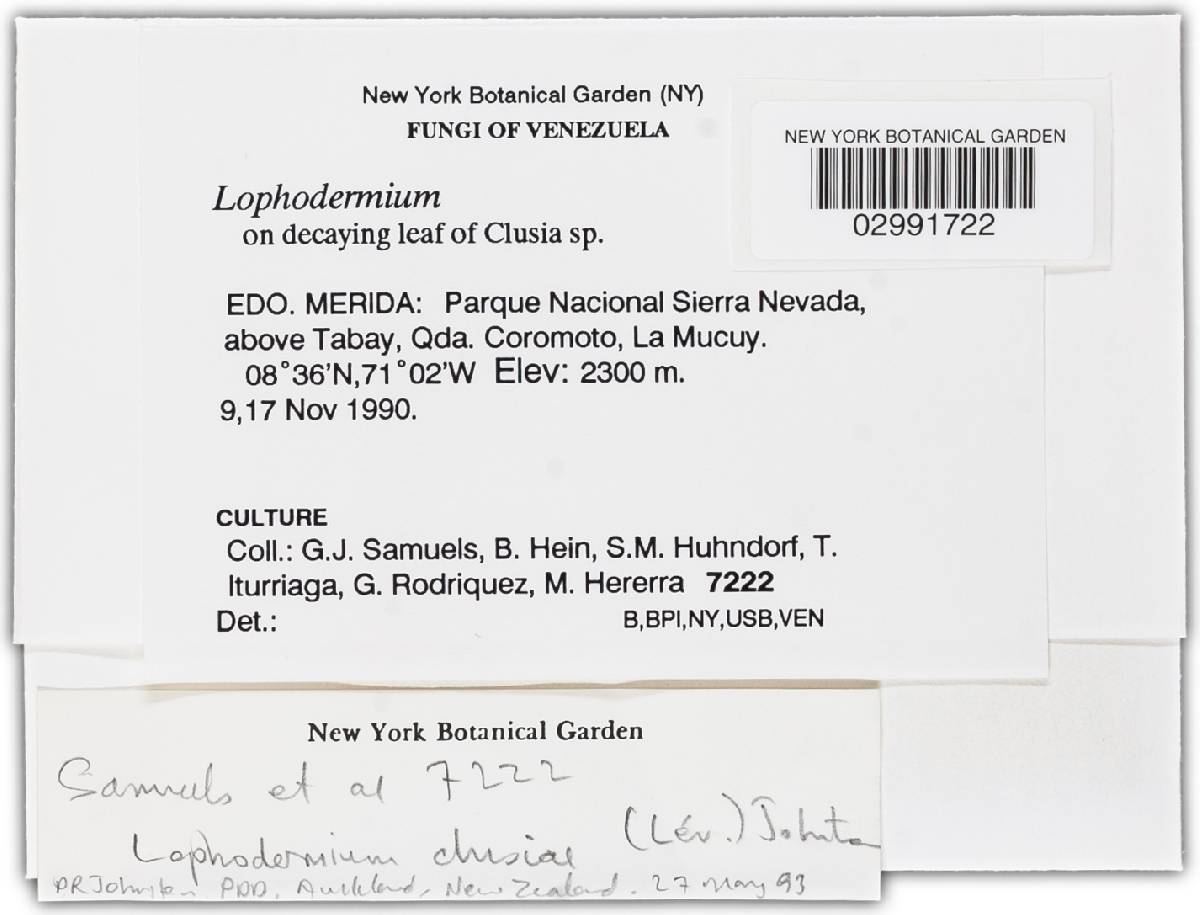 New York Botanical Garden (NY)
FUNGI OF VENEZUELA
NEW YORK BOTANICAL GARDEN
02991722
Lophodermium
on decaying leaf of Clusia sp.
EDO. MERIDA: Parque Nacional Sierra Nevada,
above Tabay, Qda. Coromoto, La Mucuy.
08°36'N,71°02'W Elev: 2300 m.
9,17 Nov 1990.
CULTURE
Coll.: G.J. Samuels, B. Hein, S.M. Huhndorf, T.
Iturriaga, G. Rodriquez, M. Hererra 7222
Det.:
B,BPI,NY,USB,VEN
New York Botanical Garden
Samuels et al 7222
Lophodermium clusiae (Lév.) Johnston
PR Johnston PDD, Auckland, New Zealand. 27 May 93